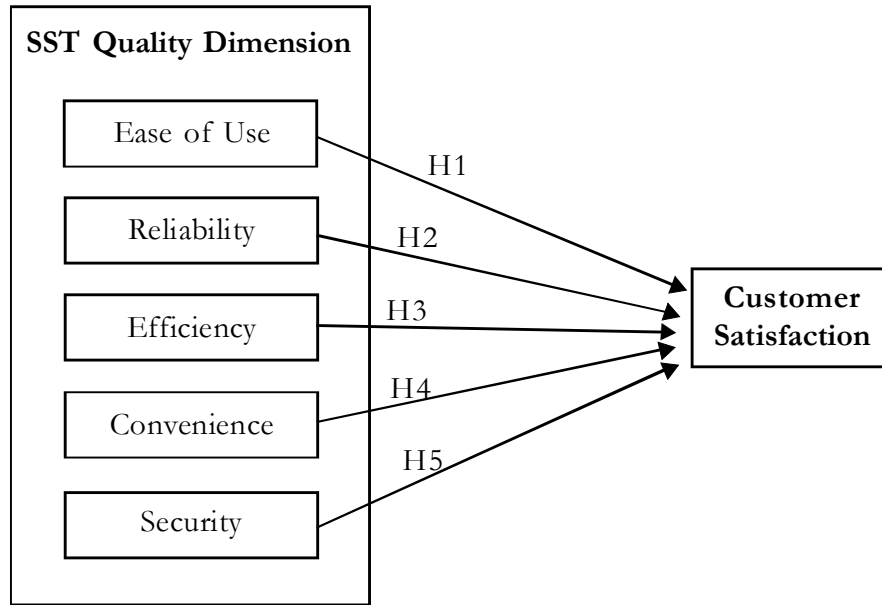 SST Quality Dimension
Ease of Use
H1
Reliability
H2
Efficiency
H3
Convenience
H4
Security
H5
Customer
Satisfaction